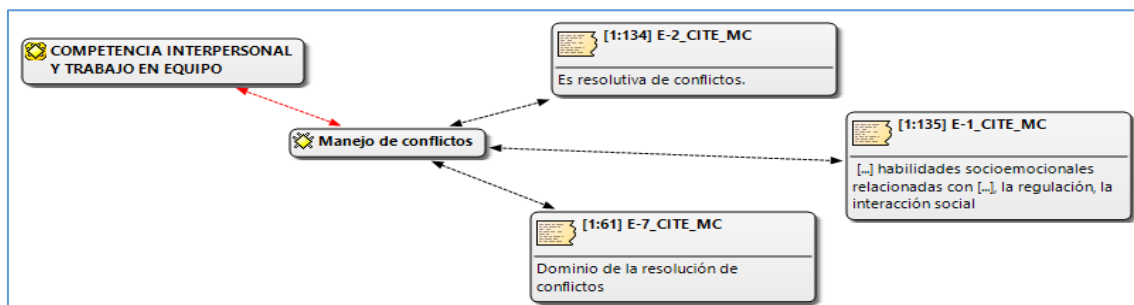 COMPETENCIA INTERPERSONAL
Y TRABAJO EN EQUIPO
[1:134] E-2_CITE_MC
Es resolutiva de conflictos.
Manejo de conflictos
[1:135] E-1_CITE_MC
[...] habilidades socioemocionales
relacionadas con [...], la regulación, la
interacción social
[1:61] E-7_CITE_MC
Dominio de la resolución de
conflictos